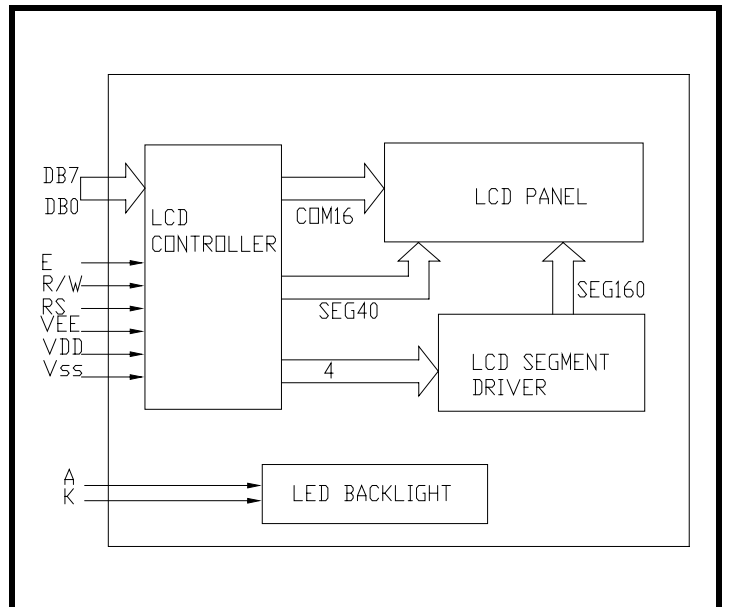 DB7
DB0
E
R/W
RS
VEE
VDD
Vss
LCD
CONTROLLER
COM16
SEG40
4
LCD PANEL
SEG160
LCD SEGMENT
DRIVER
A
K
LED BACKLIGHT